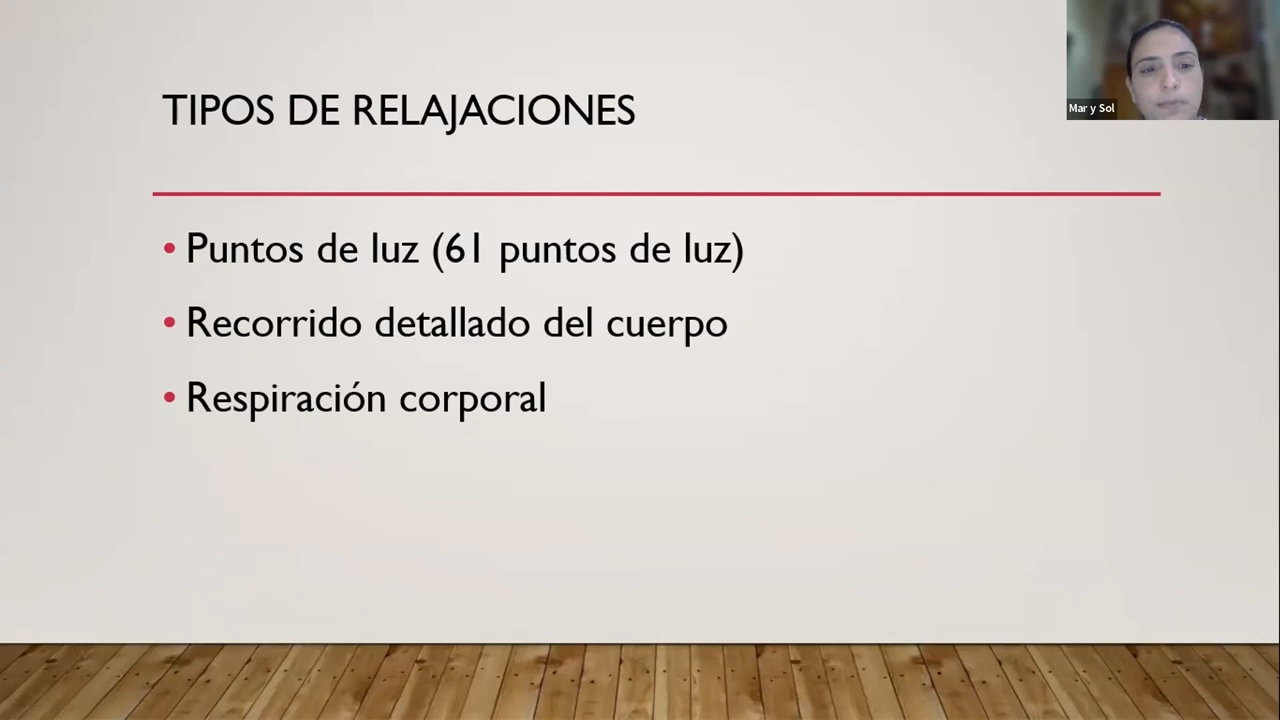 TIPOS DE RELAJACIONES
Mar y Sol
• Puntos de luz (61 puntos de luz)
• Recorrido detallado del cuerpo
• Respiración corporal